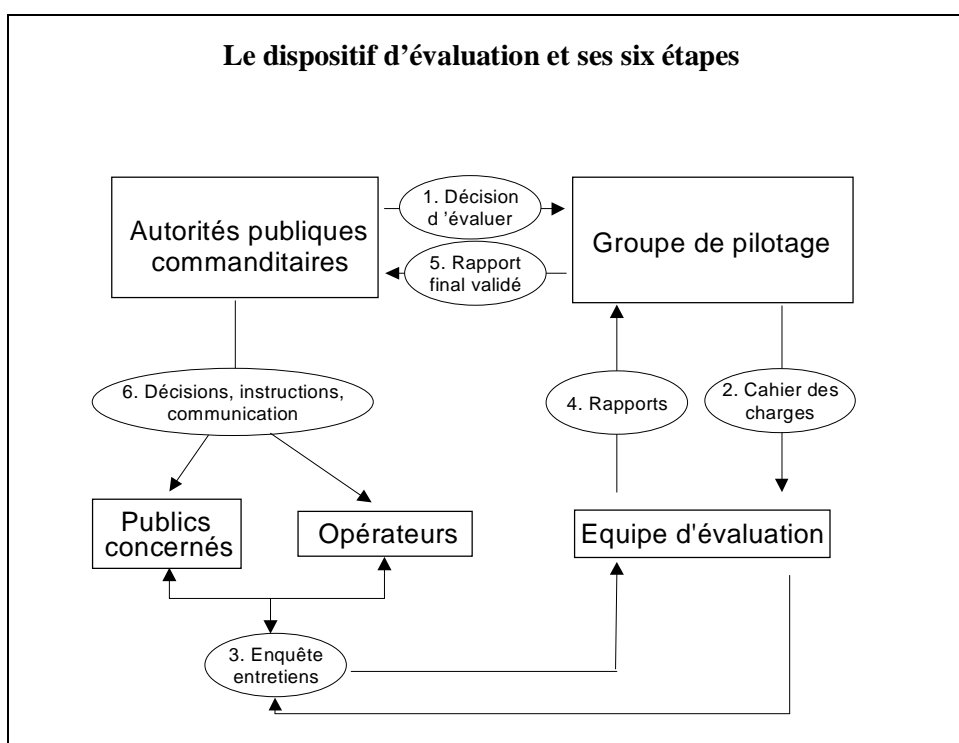 Le dispositif d’évaluation et ses six étapes
Autorités publiques
commanditaires
1. Décision
d ’évaluer
Groupe de pilotage
5. Rapport
final validé
6. Décisions, instructions,
communication
4. Rapports
2. Cahier des
charges
Publics
concernés
Opérateurs
Equipe d'évaluation
3. Enquête
entretiens